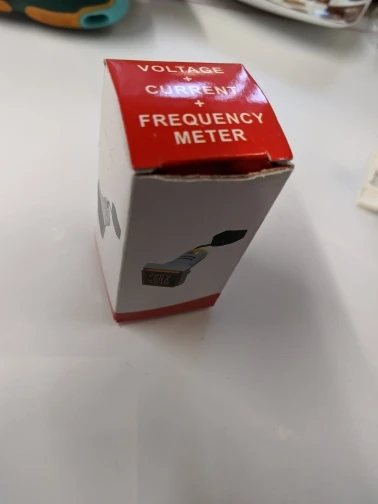 VOLTAGE
+
CURRENT
+
FREQUENCY
METER